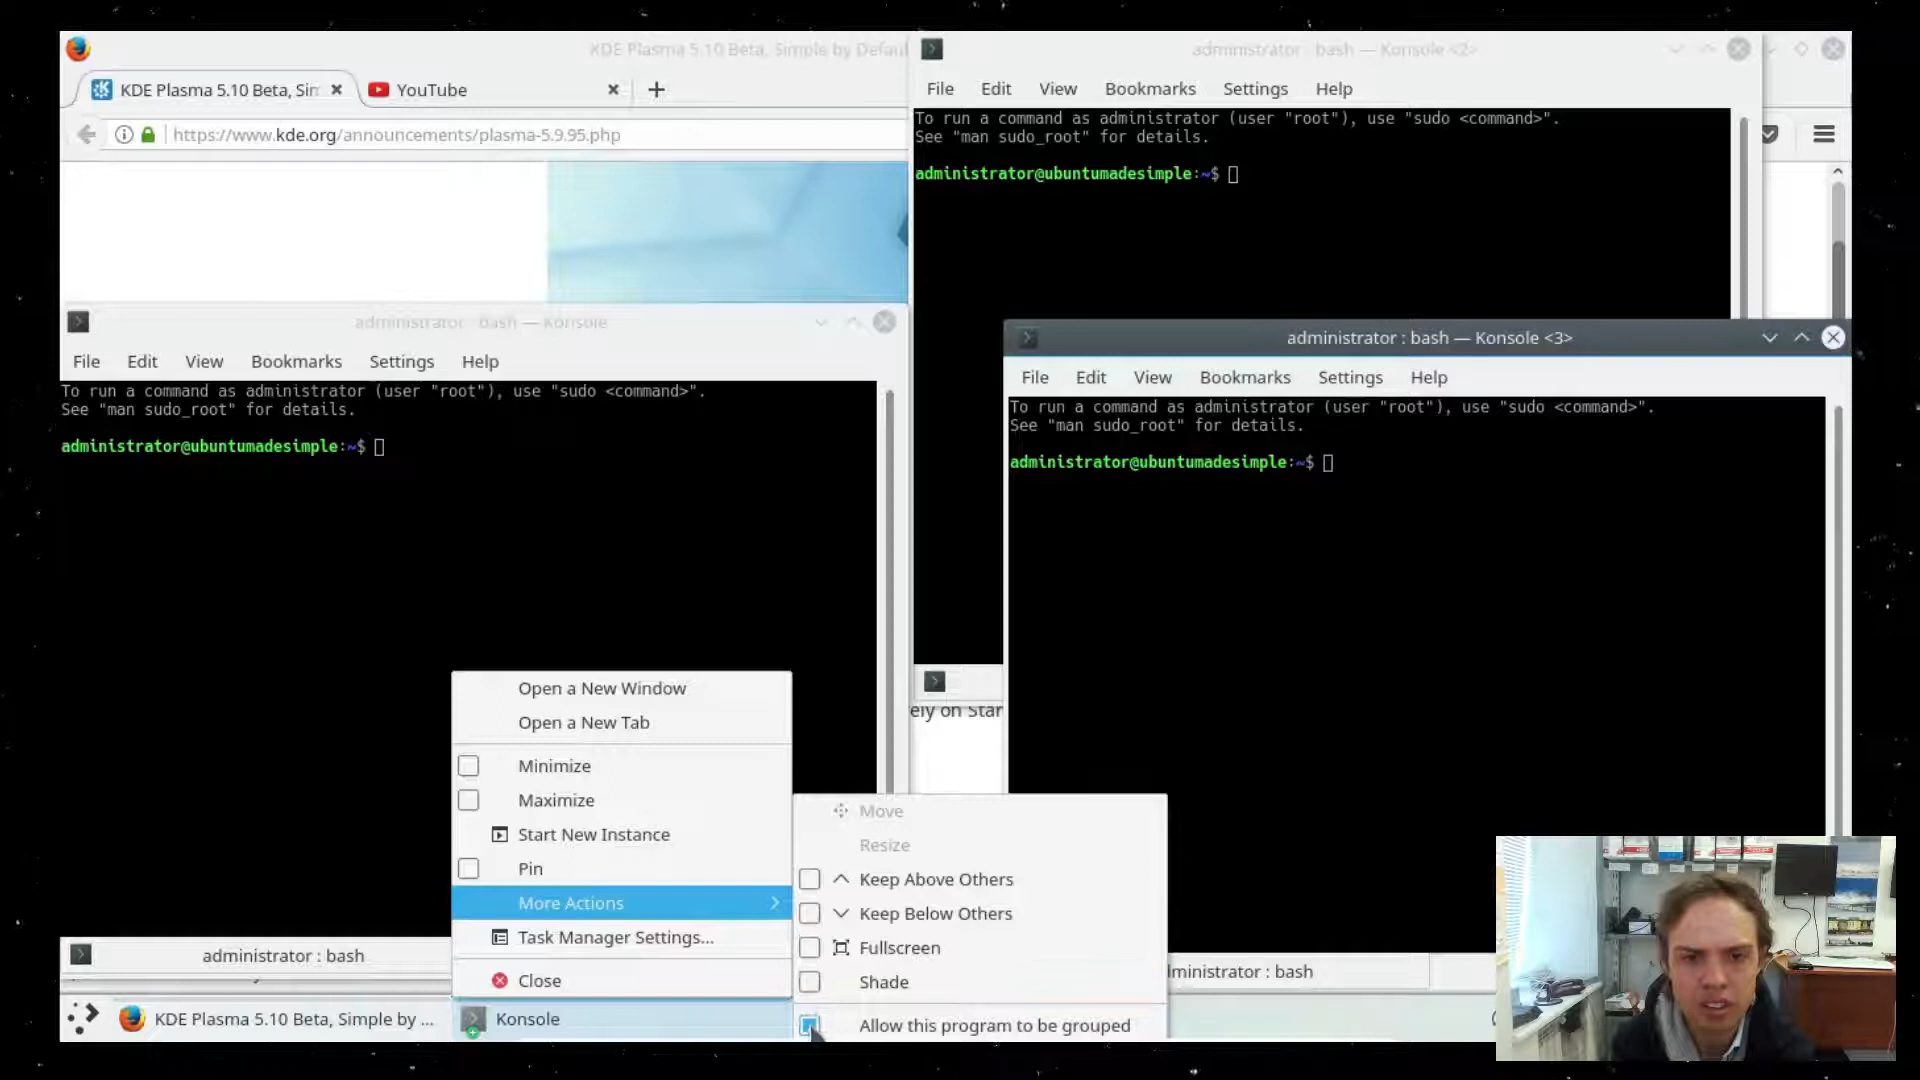 KDE Plasma 5.10 Beta, Simple by Defau
KDE Plasma 5.10 Beta, Sim
YouTube
https://www.kde.org/announcements/plasma-5.9.95.php
administrator : bash — Konsole <2>
File Edit View Bookmarks Settings Help
To run a command as administrator (user "root"), use "sudo <command>".
See "man sudo_root" for details.
administrator@ubuntumadesimple:~$
administrator : bash — Konsole
File Edit View Bookmarks Settings Help
To run a command as administrator (user "root"), use "sudo <command>".
See "man sudo_root" for details.
administrator@ubuntumadesimple:~$
administrator : bash — Konsole <3>
File Edit View Bookmarks Settings Help
To run a command as administrator (user "root"), use "sudo <command>".
See "man sudo_root" for details.
administrator@ubuntumadesimple:~$
ely on Star
Open a New Window
Open a New Tab
Minimize
Maximize
Start New Instance
Pin
More Actions
Task Manager Settings...
Close
Move
Resize
Keep Above Others
Keep Below Others
Fullscreen
Shade
Allow this program to be grouped
administrator : bash
ministrator : bash
KDE Plasma 5.10 Beta, Simple by ...
Konsole